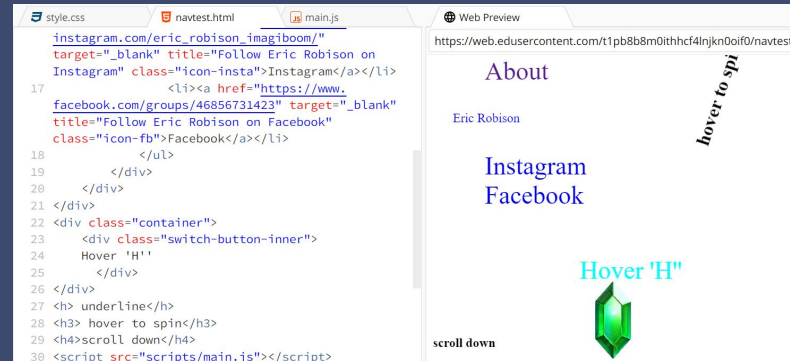 style.css navtest.html JS main.js
instagram.com/eric_robison_imagiboom/"
target="_blank" title="Follow Eric Robison on
Instagram" class="icon-insta">Instagram</a></li>
17 <li><a href="https://www.
facebook.com/groups/46856731423" target="_blank"
title="Follow Eric Robison on Facebook"
class="icon-fb">Facebook</a></li>
18 </ul>
19 </div>
20 </div>
21 </div>
22 <div class="container">
23 <div class="switch-button-inner">
24 Hover 'H''
25 </div>
26 </div>
27 <h> underline</h>
28 <h3> hover to spin</h3>
29 <h4>scroll down</h4>
30 <script src="scripts/main.js"></script>
Web Preview
https://web.edusercontent.com/t1pb8b8m0ithhcf4lnjkn0oif0/navtest
About
hover to spi
Eric Robison
Instagram
Facebook
Hover 'H''
scroll down